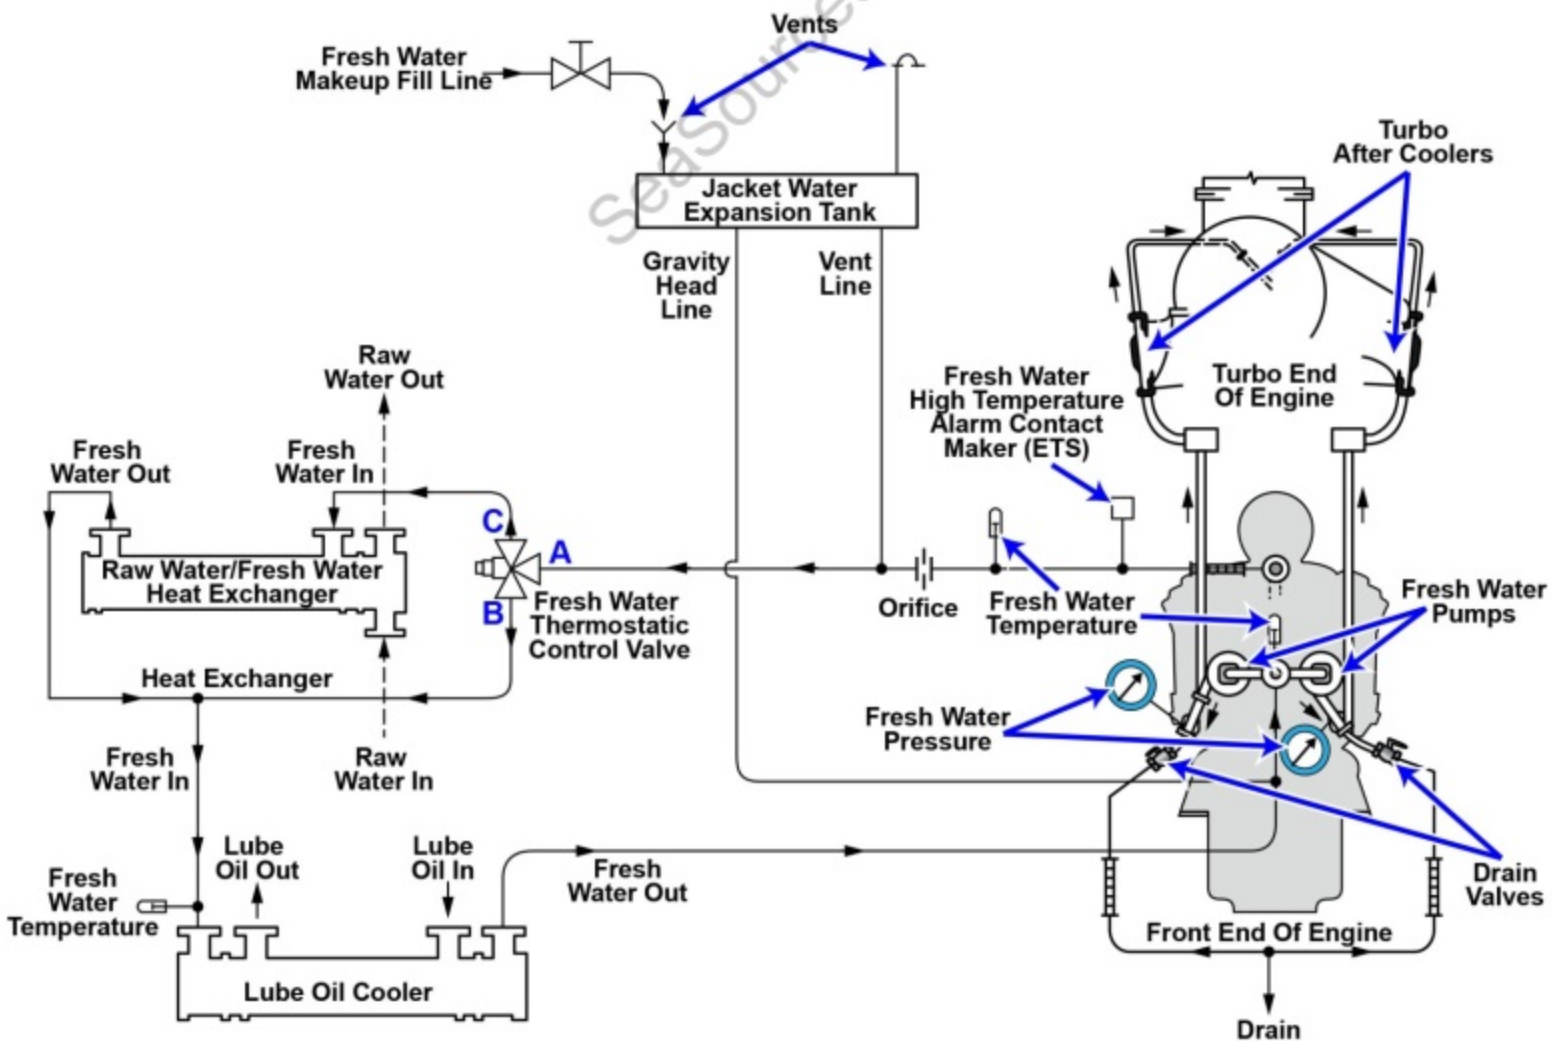 Vents
Fresh Water
Makeup Fill Line
SeaSource
Turbo
After Coolers
Jacket Water
Expansion Tank
Gravity
Head
Line
Vent
Line
Raw
Water Out
Fresh Water
High Temperature
Alarm Contact
Maker (ETS)
Turbo End
Of Engine
Fresh
Water Out
Fresh
Water In
C
A
B
Raw Water/Fresh Water
Heat Exchanger
Fresh Water
Thermostatic
Control Valve
Orifice
Fresh Water
Temperature
Fresh Water
Pumps
Heat Exchanger
Fresh Water
Pressure
Fresh
Water In
Raw
Water In
Lube
Oil Out
Lube
Oil In
Fresh
Water Out
Fresh
Water
Temperature
Drain
Valves
Front End Of Engine
Lube Oil Cooler
Drain